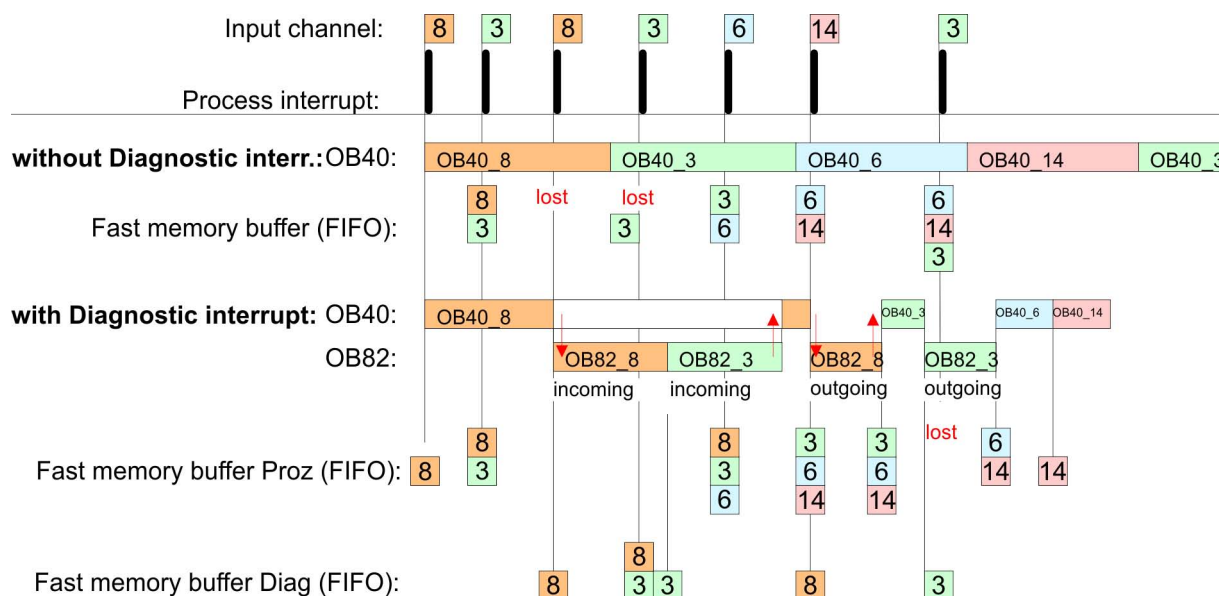 Input channel: 8 3 8 3 6 14 3
Process interrupt:
without Diagnostic interr.: OB40: OB40_8 OB40_3 OB40_6 OB40_14 OB40_3
8 lost lost 3 6 6
Fast memory buffer (FIFO): 3 3 6 14 14
3
with Diagnostic interrupt: OB40: OB40_8 OB40_3 OB40_6 OB40_14
OB82: OB82_8 OB82_3 OB82_8 OB82_3
incoming incoming outgoing outgoing
lost
8 8 3 3 6
Fast memory buffer Proz (FIFO): 8 3 3 6 6 14 14
6 14 14
8
Fast memory buffer Diag (FIFO): 8 3 3 8 3